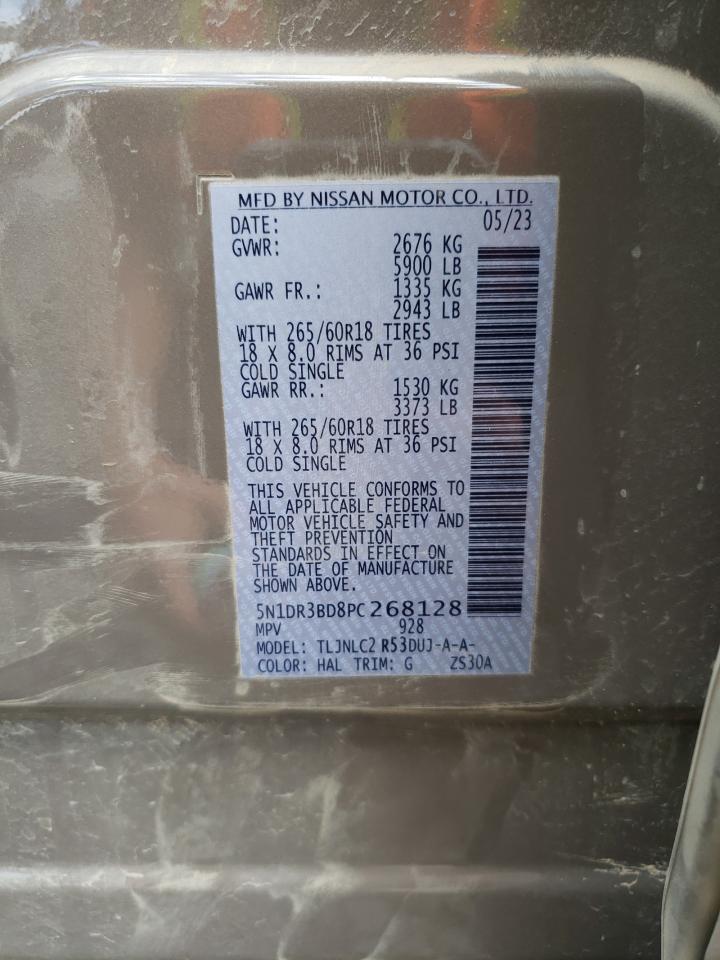 MFD BY NISSAN MOTOR CO., LTD.
DATE: 05/23
GVWR: 2676 KG
5900 LB
GAWR FR.: 1335 KG
2943 LB
WITH 265/60R18 TIRES
18 X 8.0 RIMS AT 36 PSI
COLD SINGLE
GAWR RR.: 1530 KG
3373 LB
WITH 265/60R18 TIRES
18 X 8.0 RIMS AT 36 PSI
COLD SINGLE
THIS VEHICLE CONFORMS TO
ALL APPLICABLE FEDERAL
MOTOR VEHICLE SAFETY AND
THEFT PREVENTION
STANDARDS IN EFFECT ON
THE DATE OF MANUFACTURE
SHOWN ABOVE.
5N1DR3BD8PC268128
MPV 928
MODEL: TLJNLC2 R53DUJ-A-A-
COLOR: HAL TRIM: G ZS30A